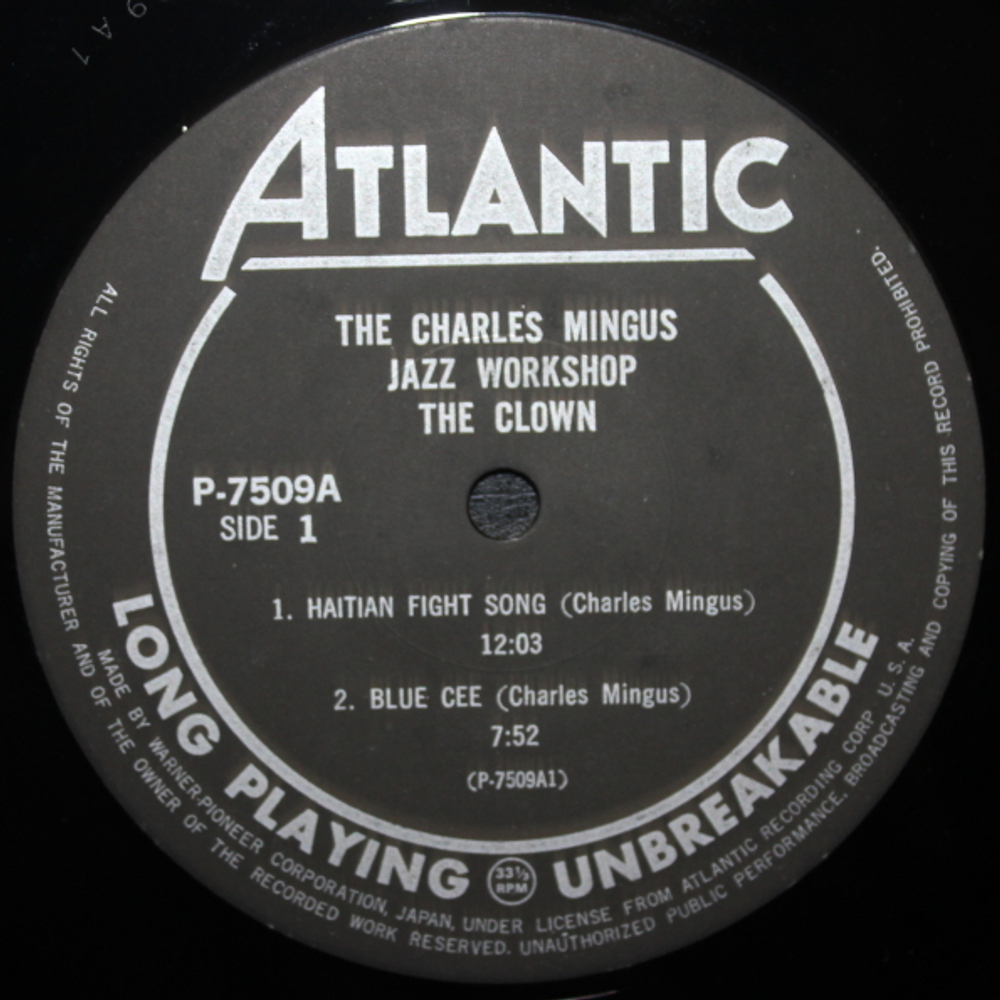 9A1
ATLANTIC
THE CHARLES MINGUS
JAZZ WORKSHOP
THE CLOWN
P-7509A
SIDE 1
1. HAITIAN FIGHT SONG (Charles Mingus)
12:03
2. BLUE CEE (Charles Mingus)
7:52
(P-7509A1)
LONG PLAYING 33⅓ RPM UNBREAKABLE
MADE BY WARNER-PIONEER CORPORATION, JAPAN, UNDER LICENSE FROM ATLANTIC RECORDING CORP. U. S. A.
ALL RIGHTS OF THE MANUFACTURER AND OF THE OWNER OF THE RECORDED WORK RESERVED. UNAUTHORIZED PUBLIC PERFORMANCE, BROADCASTING AND COPYING OF THIS RECORD PROHIBITED.